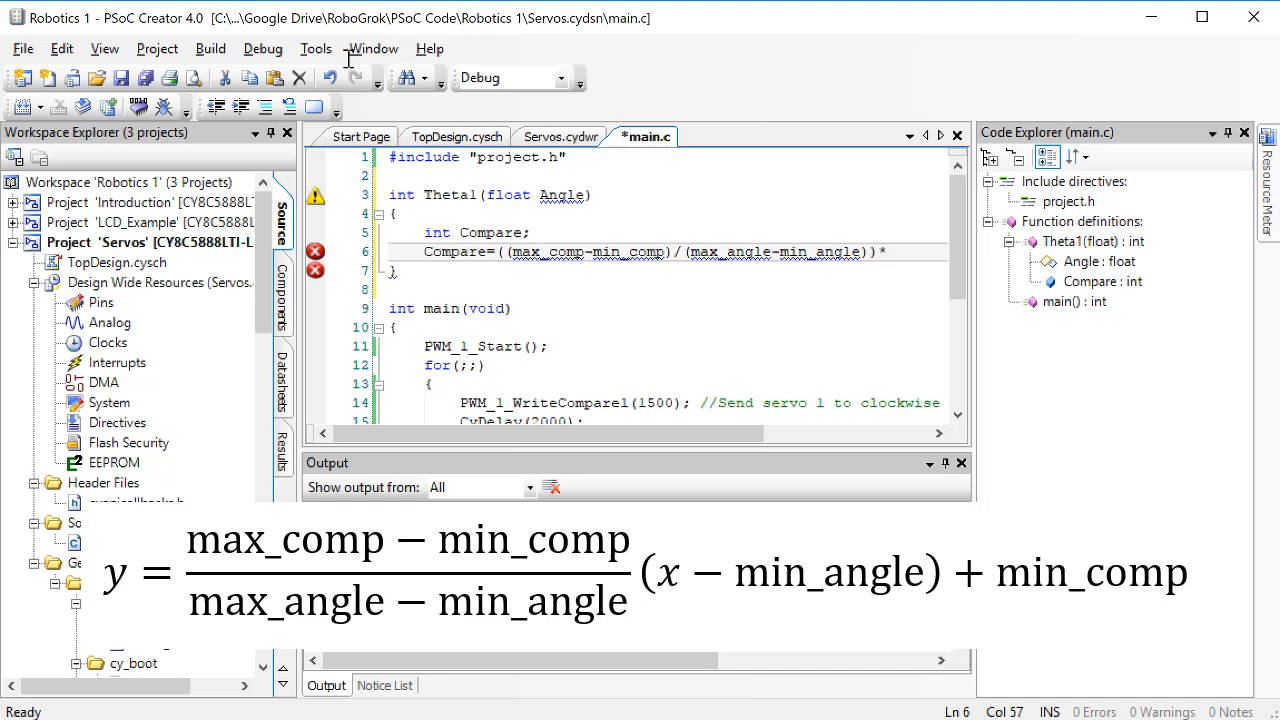 Robotics 1 - PSoC Creator 4.0 [C:\...\Google Drive\RoboGrok\PSoC Code\Robotics 1\Servos.cydsn\main.c]
File Edit View Project Build Debug Tools Window Help
Debug
Workspace Explorer (3 projects)
Workspace 'Robotics 1' (3 Projects)
Project 'Introduction' [CY8C5888LT
Project 'LCD_Example' [CY8C5888
Project 'Servos' [CY8C5888LTI-L
TopDesign.cysch
Design Wide Resources (Servos.
Pins
Analog
Clocks
Interrupts
DMA
System
Directives
Flash Security
EEPROM
Header Files
cy_boot
Source
Components
Datasheets
Results
Start Page TopDesign.cysch Servos.cydwr *main.c
1 #include "project.h"
2
3 int Theta1(float Angle)
4 {
5 int Compare;
6 Compare=((max_comp-min_comp)/(max_angle-min_angle))*
7 }
8
9 int main(void)
10 {
11 PWM_1_Start();
12 for(;;)
13 {
14 PWM_1_WriteCompare1(1500); //Send servo 1 to clockwise
15 CyDelay(2000);
Output
Show output from: All
Code Explorer (main.c)
Include directives:
project.h
Function definitions:
Theta1(float) : int
Angle : float
Compare : int
main() : int
Resource Meter
y = max_comp − min_comp / max_angle − min_angle (x − min_angle) + min_comp
Output Notice List
Ready Ln 6 Col 57 INS 0 Errors 0 Warnings 0 Notes